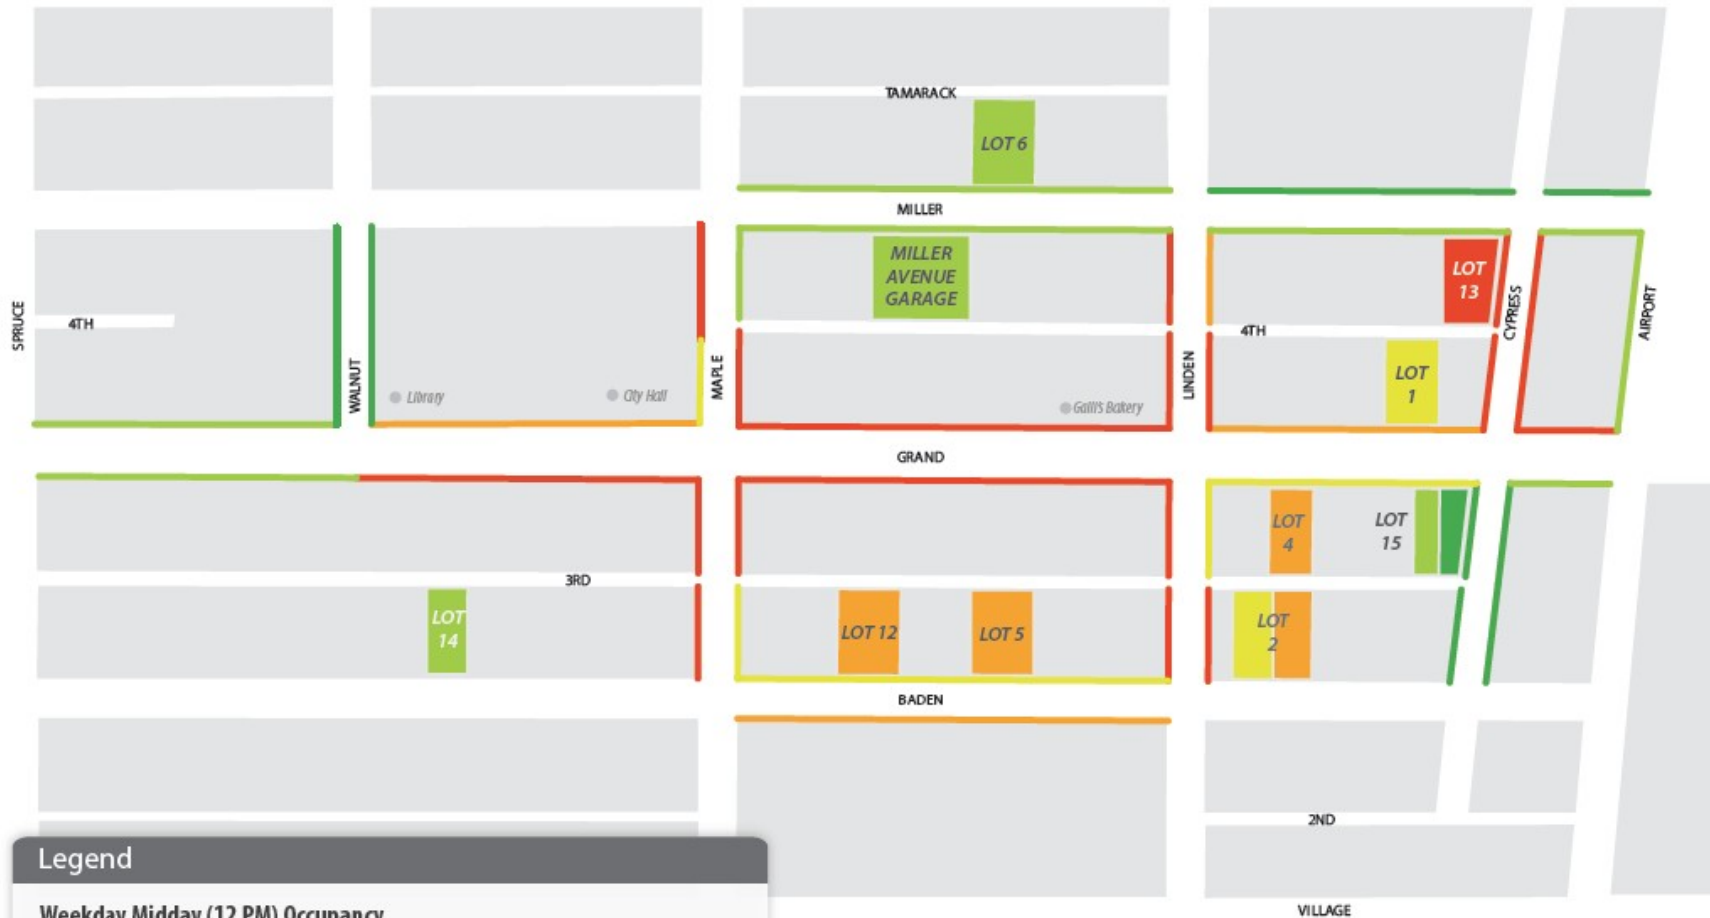 TAMARACK
LOT 6
MILLER
MILLER
AVENUE
GARAGE
LOT
13
SPRUCE
4TH
WALNUT
Library
City Hall
MAPLE
Galli's Bakery
LINDEN
4TH
LOT
1
CYPRESS
AIRPORT
GRAND
LOT
4
LOT
15
3RD
LOT
14
LOT 12
LOT 5
LOT
2
BADEN
2ND
VILLAGE
Legend
Weekday Midday (12 PM) Occupancy